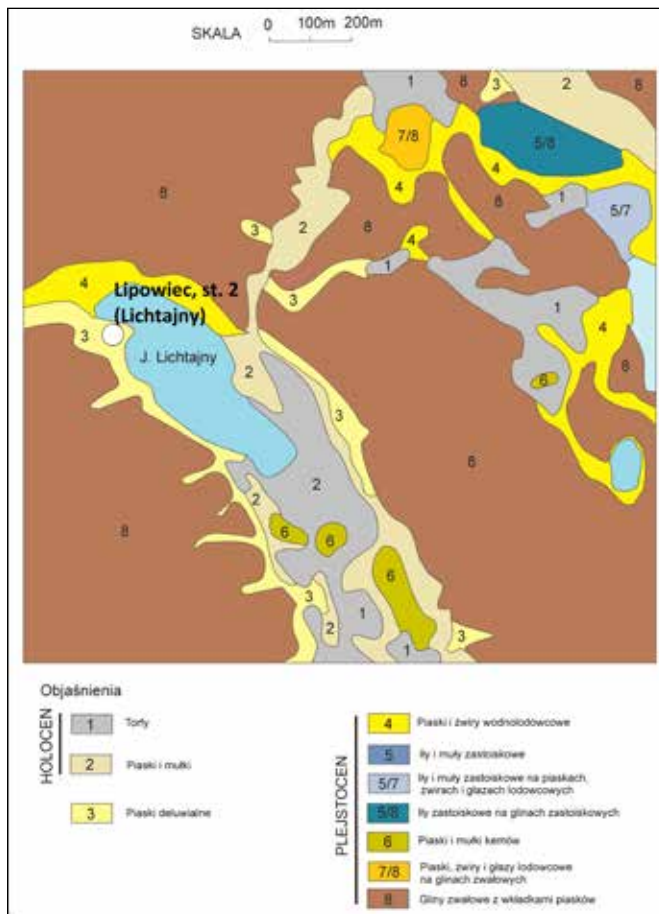 SKALA 0 100m 200m
1 8 3 2 8
7/8
5/8
4
4
8
8 1 5/7
2
8
3
4
1
3
1
4
4
Lipowiec, st. 2
(Lichtajny)
3
J. Lichtajny
2
8
6
3
8
2
8
2
6 6
6
3
1
2
3
1
Objaśnienia
HOLOCEN
1 Torfy
2 Piaski i mułki
3 Piaski deluwialne
PLEJSTOCEN
4 Piaski i żwiry wodnolodowcowe
5 Iły i muły zastoiskowe
5/7 Iły i muły zastoiskowe na piaskach,
żwirach i głazach lodowcowych
5/8 Iły zastoiskowe na glinach zastoiskowych
6 Piaski i mułki kemów
7/8 Piaski, żwiry i głazy lodowcowe
na glinach zwałowych
8 Gliny zwałowe z wkładkami piasków